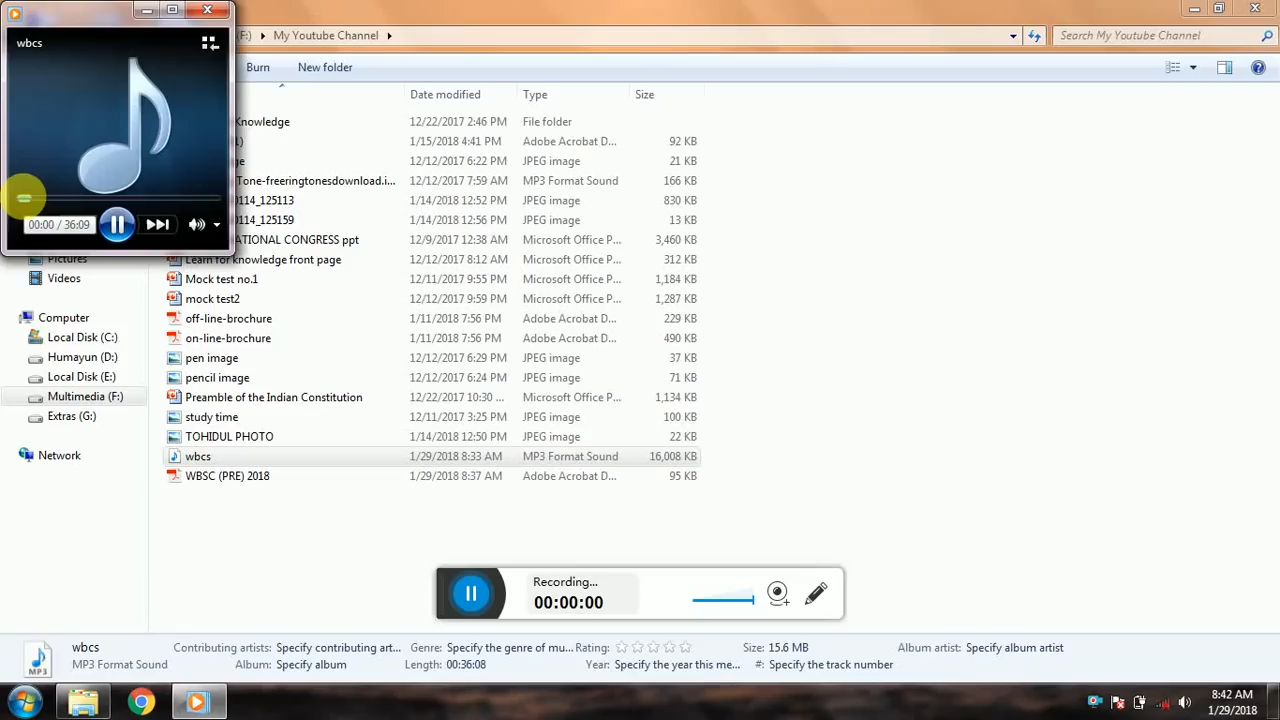 wbcs
(F:) My Youtube Channel Search My Youtube Channel
Burn New folder
Date modified Type Size
Knowledge 12/22/2017 2:46 PM File folder
1) 1/15/2018 4:41 PM Adobe Acrobat D... 92 KB
ge 12/12/2017 6:22 PM JPEG image 21 KB
Tone-freeringtonesdownload.i... 12/12/2017 7:59 AM MP3 Format Sound 166 KB
0114_125113 1/14/2018 12:52 PM JPEG image 830 KB
0114_125159 1/14/2018 12:53 PM JPEG image 13 KB
00:00 / 36:09
NATIONAL CONGRESS ppt 12/9/2017 12:38 AM Microsoft Office P... 3,460 KB
Pictures Learn for knowledge front page 12/12/2017 8:12 AM Microsoft Office P... 312 KB
Videos Mock test no.1 12/11/2017 9:55 PM Microsoft Office P... 1,184 KB
mock test2 12/12/2017 9:59 PM Microsoft Office P... 1,287 KB
Computer off-line-brochure 1/11/2018 7:56 PM Adobe Acrobat D... 229 KB
Local Disk (C:) on-line-brochure 1/11/2018 7:56 PM Adobe Acrobat D... 490 KB
Humayun (D:) pen image 12/12/2017 6:29 PM JPEG image 37 KB
Local Disk (E:) pencil image 12/12/2017 6:24 PM JPEG image 71 KB
Multimedia (F:) Preamble of the Indian Constitution 12/22/2017 10:30 ... Microsoft Office P... 1,134 KB
Extras (G:) study time 12/11/2017 3:25 PM JPEG image 100 KB
TOHIDUL PHOTO 1/14/2018 12:50 PM JPEG image 22 KB
Network wbcs 1/29/2018 8:33 AM MP3 Format Sound 16,008 KB
WBSC (PRE) 2018 1/29/2018 8:37 AM Adobe Acrobat D... 95 KB
Recording...
00:00:00
wbcs Contributing artists: Specify contributing art... Genre: Specify the genre of mu... Rating: Size: 15.6 MB Album artist: Specify album artist
MP3 Format Sound Album: Specify album Length: 00:36:08 Year: Specify the year this me... #: Specify the track number
MP3
8:42 AM
1/29/2018